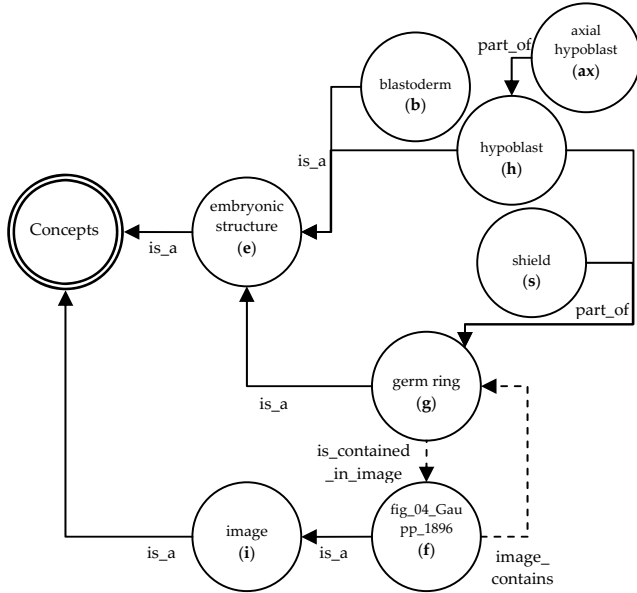 axial
hypoblast
(ax)
part_of
blastoderm
(b)
hypoblast
(h)
is_a
embryonic
structure
(e)
Concepts
is_a
shield
(s)
part_of
germ ring
(g)
is_a
is_contained
_in_image
fig_04_Gau
pp_1896
(f)
image
(i)
is_a
is_a
image_
contains